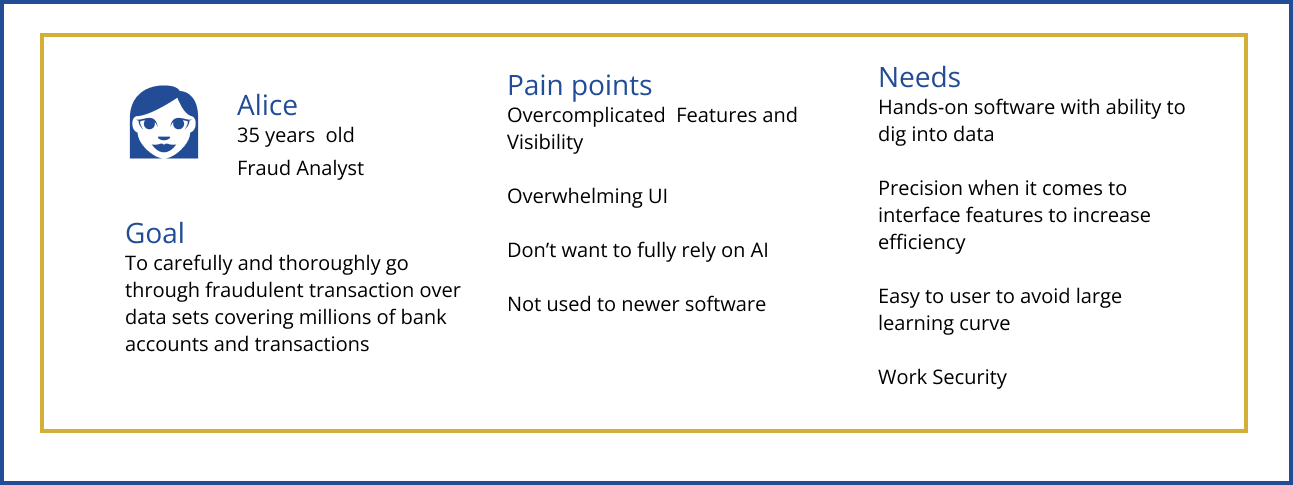 Alice
35 years  old
Fraud Analyst
Goal
To carefully and thoroughly go
through fraudulent transaction over
data sets covering millions of bank
accounts and transactions
Pain points
Overcomplicated  Features and
Visibility
Overwhelming UI
Don’t want to fully rely on AI
Not used to newer software
Needs
Hands-on software with ability to
dig into data
Precision when it comes to
interface features to increase
efficiency
Easy to user to avoid large
learning curve
Work Security